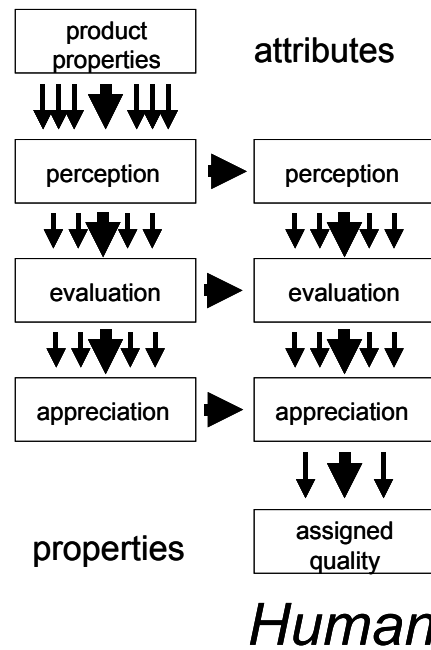 product
properties
attributes
perception
perception
evaluation
evaluation
appreciation
appreciation
properties
assigned
quality
Human